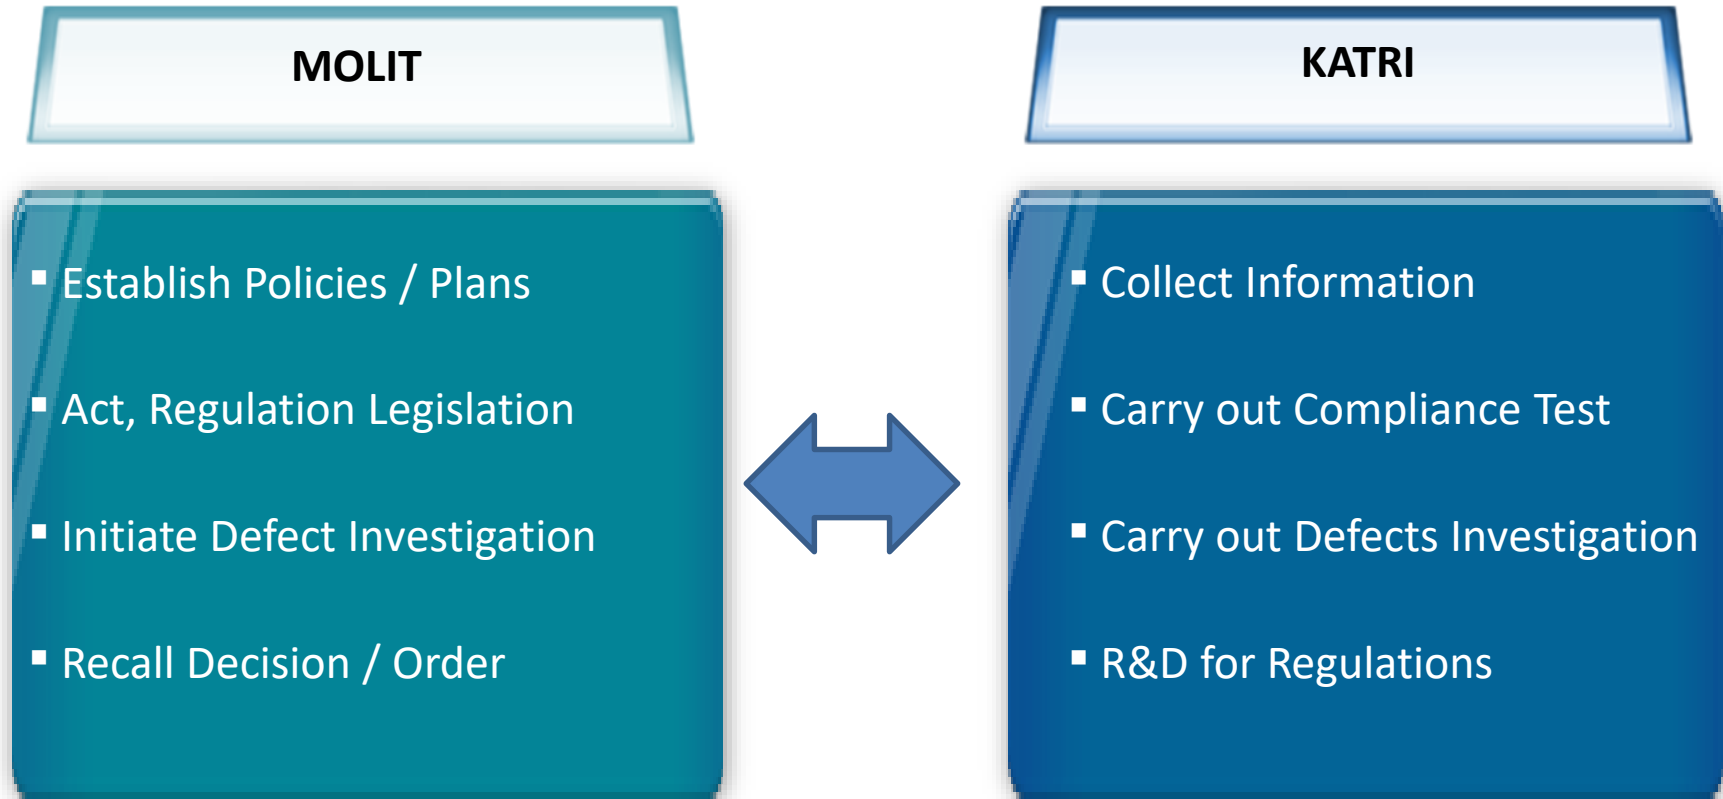 MOLIT
▪ Establish Policies / Plans
▪ Act, Regulation Legislation
▪ Initiate Defect Investigation
▪ Recall Decision / Order
KATRI
▪ Collect Information
▪ Carry out Compliance Test
▪ Carry out Defects Investigation
▪ R&D for Regulations